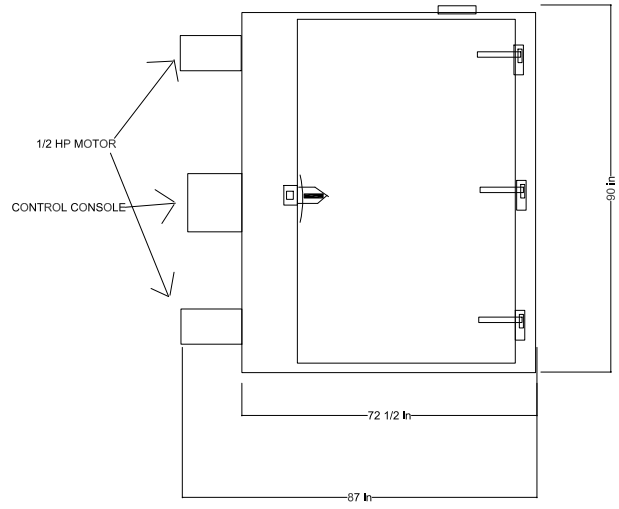 1/2 HP MOTOR
CONTROL CONSOLE
90 in
72 1/2 In
87 In